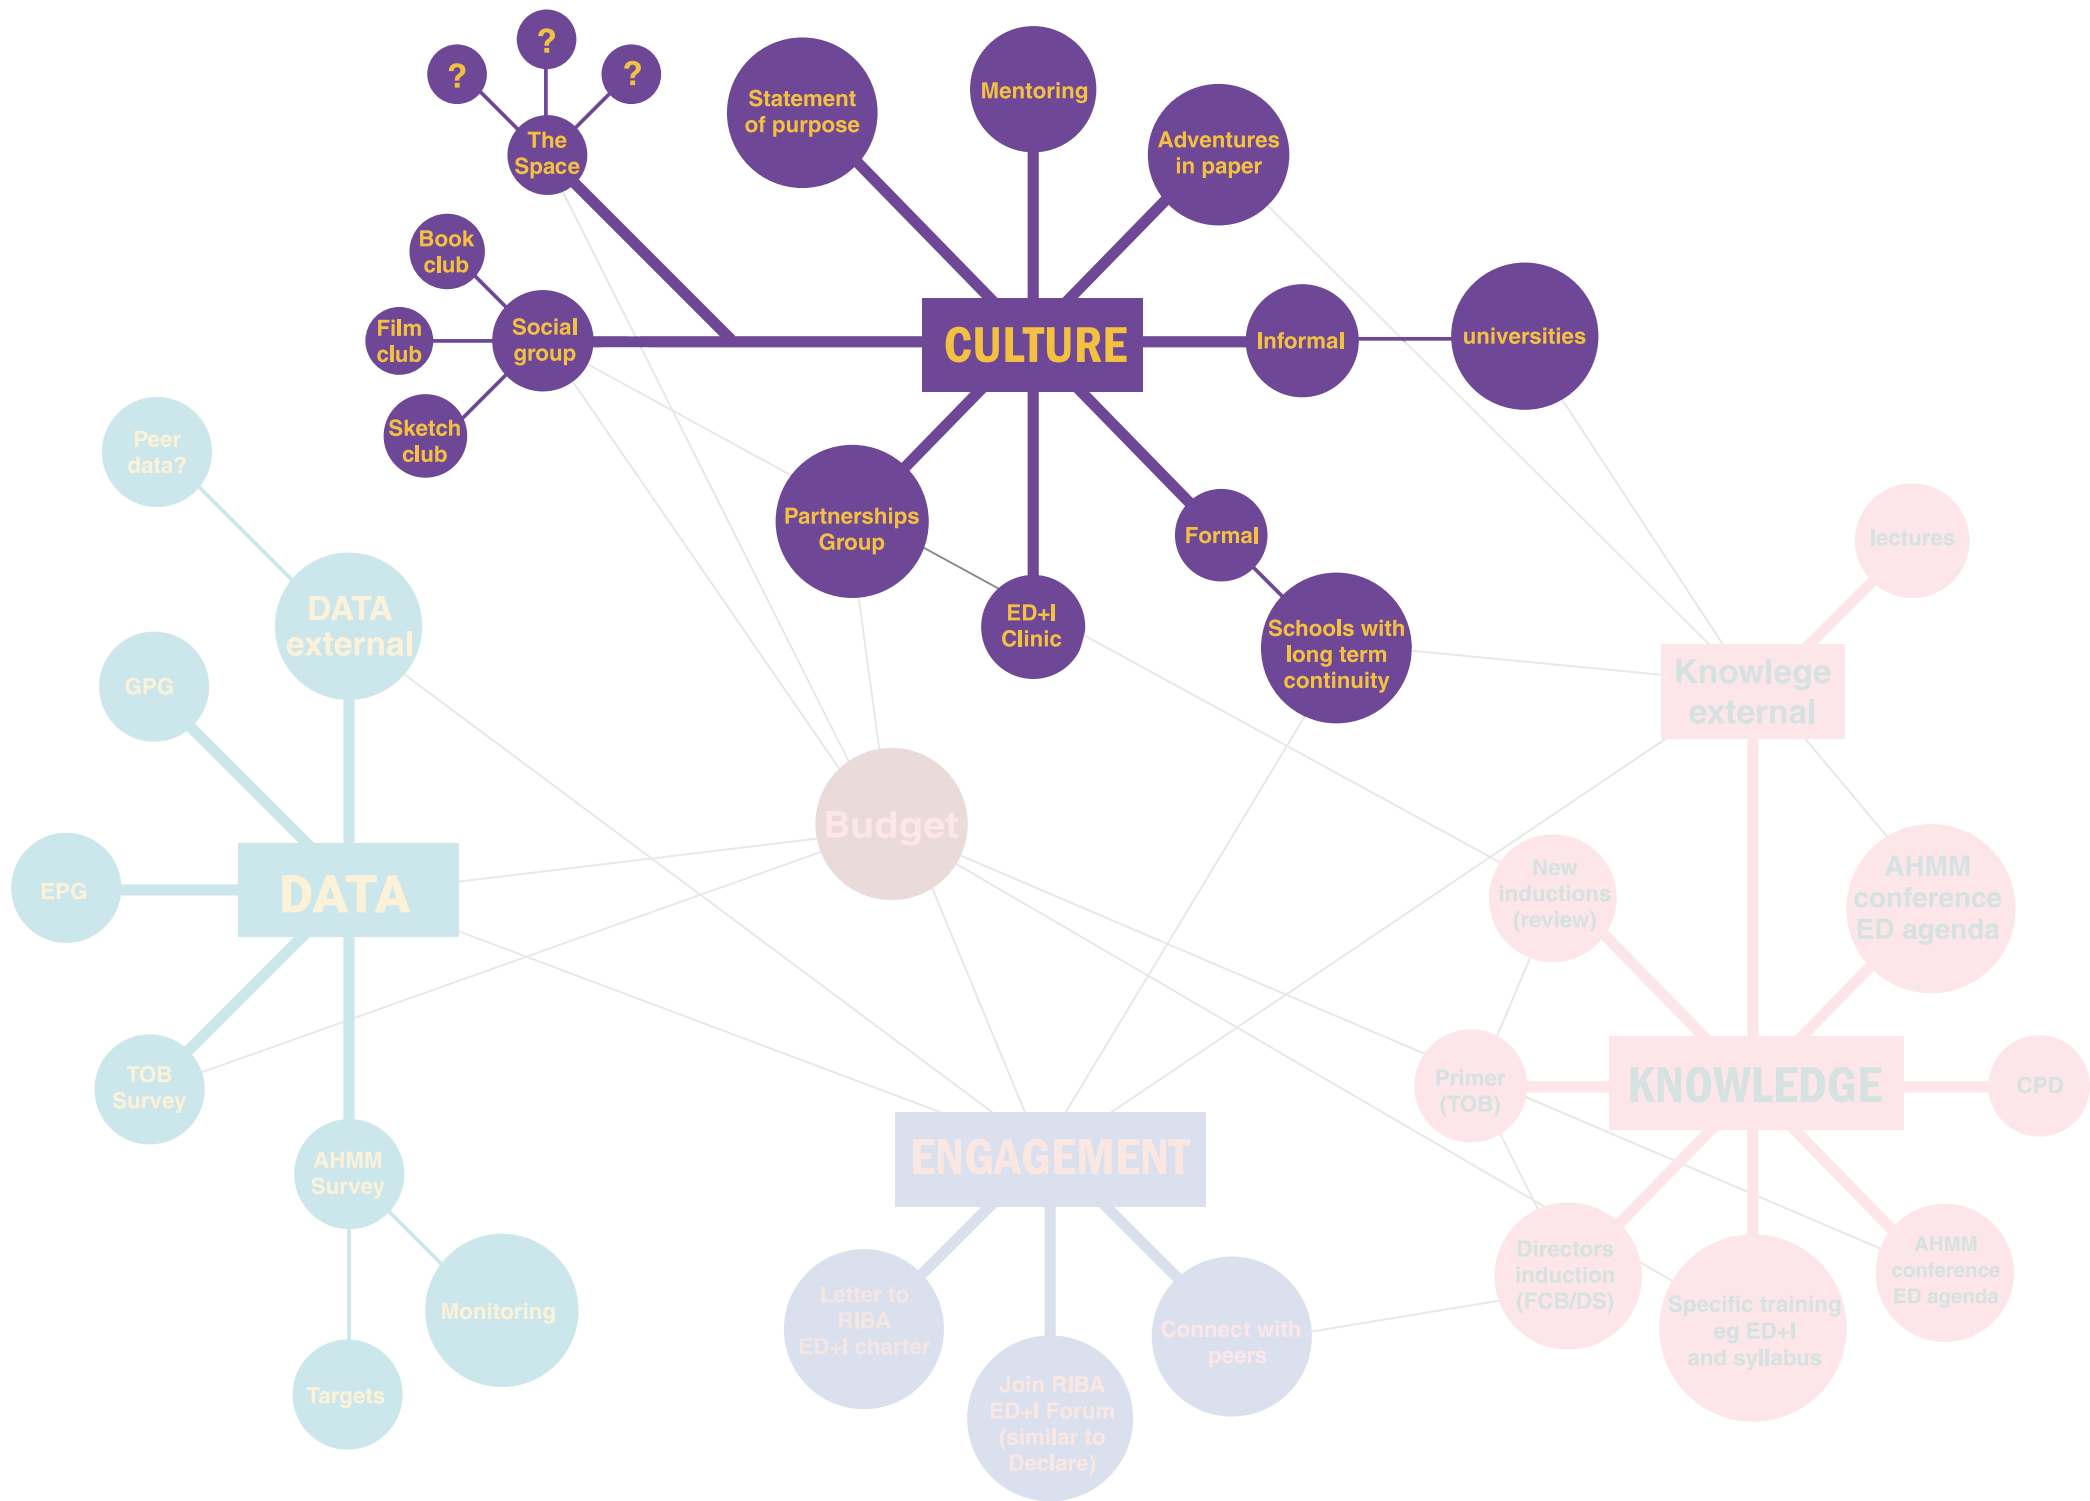 ?
?
?
The
Space
Statement
of purpose
Mentoring
Adventures
in paper
Book
club
Film
club
Social
group
Sketch
club
CULTURE
Informal
universities
Partnerships
Group
ED+I
Clinic
Formal
Schools with
long term
continuity
Peer
data?
DATA
external
GPG
EPG
DATA
TOB
Survey
AHMM
Survey
Monitoring
Targets
Budget
ENGAGEMENT
Letter to
RIBA
ED+I charter
Join RIBA
ED+I Forum
(similar to
Declare)
Connect with
peers
lectures
Knowlege
external
New
inductions
(review)
AHMM
conference
ED agenda
Primer
(TOB)
KNOWLEDGE
CPD
Directors
induction
(FCB/DS)
Specific training
eg ED+I
and syllabus
AHMM
conference
ED agenda